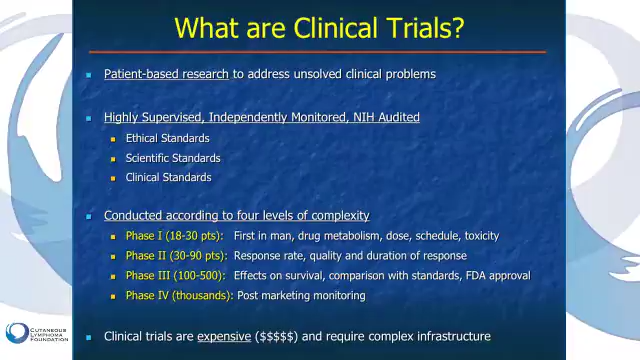 What are Clinical Trials?
Patient-based research to address unsolved clinical problems
Highly Supervised, Independently Monitored, NIH Audited
Ethical Standards
Scientific Standards
Clinical Standards
Conducted according to four levels of complexity
Phase I (18-30 pts): First in man, drug metabolism, dose, schedule, toxicity
Phase II (30-90 pts): Response rate, quality and duration of response
Phase III (100-500): Effects on survival, comparison with standards, FDA approval
Phase IV (thousands): Post marketing monitoring
Clinical trials are expensive ($$$$$) and require complex infrastructure
CUTANEOUS
LYMPHOMA
FOUNDATION